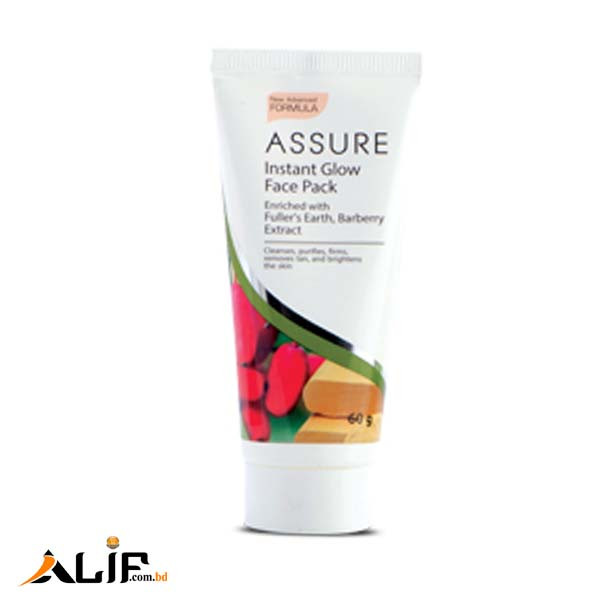 New Advanced
FORMULA
ASSURE
Instant Glow
Face Pack
Enriched with
Fuller's Earth, Barberry
Extract
Cleanses, purifies, firms,
removes tan, and brightens
the skin
60 g
ALIF.com.bd